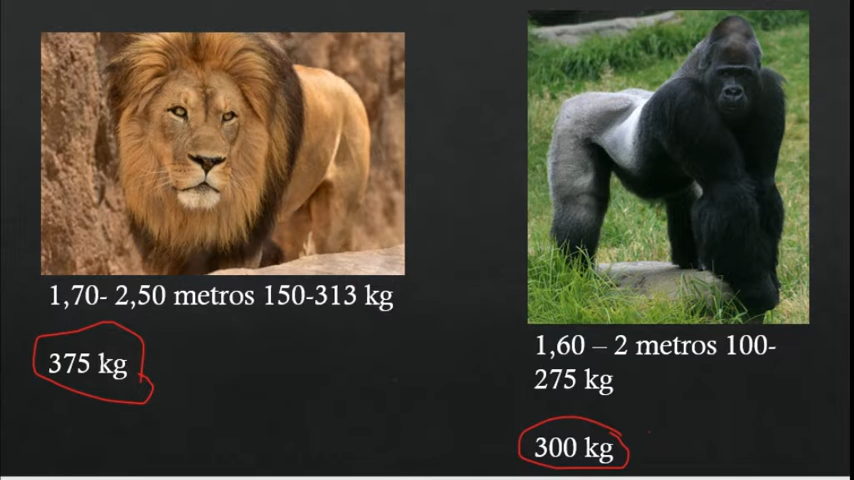 1,70- 2,50 metros 150-313 kg
375 kg
1,60 – 2 metros 100-
275 kg
300 kg